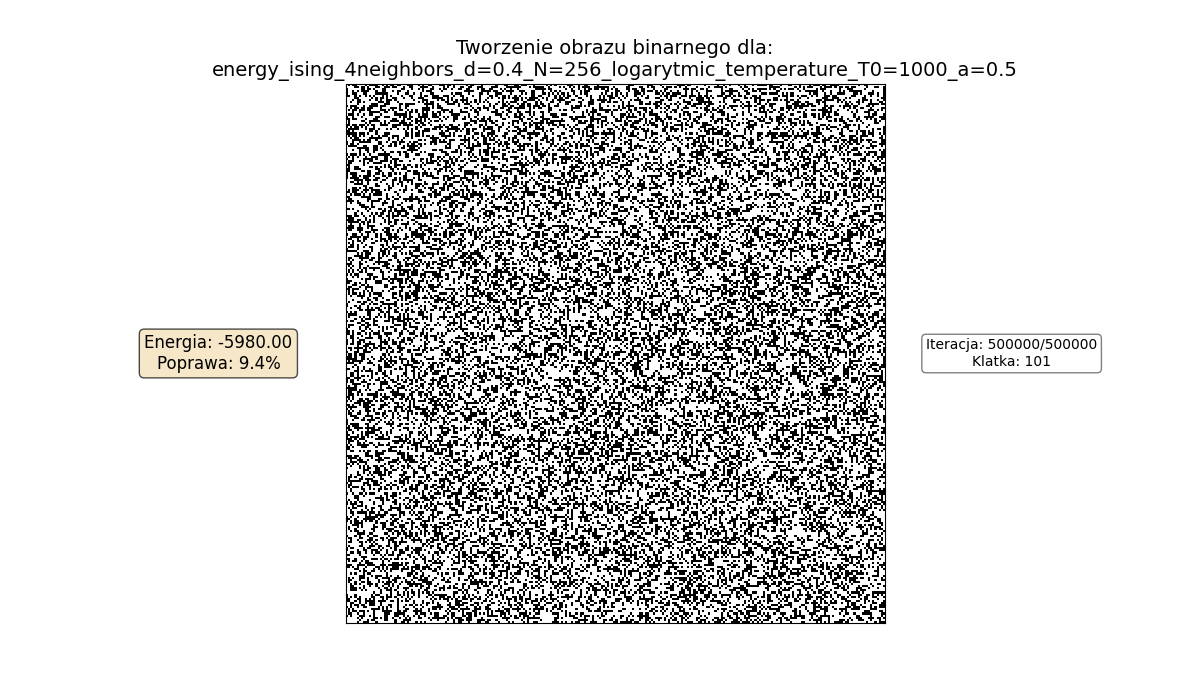 Tworzenie obrazu binarnego dla:
energy_ising_4neighbors_d=0.4_N=256_logarytmic_temperature_T0=1000_a=0.5
Energia: -5980.00
Poprawa: 9.4%
Iteracja: 500000/500000
Klatka: 101